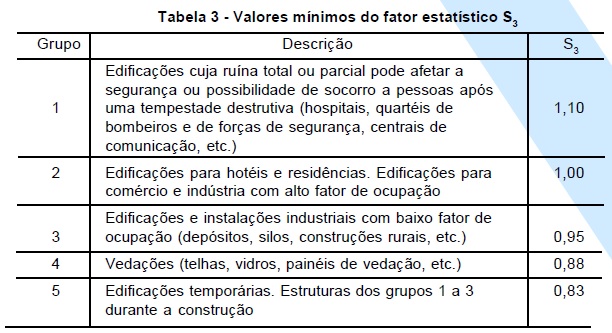 Tabela 3 - Valores mínimos do fator estatístico S3
Grupo Descrição S3
Edificações cuja ruína total ou parcial pode afetar a
segurança ou possibilidade de socorro a pessoas após
1 uma tempestade destrutiva (hospitais, quartéis de 1,10
bombeiros e de forças de segurança, centrais de
comunicação, etc.)
2 Edificações para hotéis e residências. Edificações para 1,00
comércio e indústria com alto fator de ocupação
Edificações e instalações industriais com baixo fator de
3 ocupação (depósitos, silos, construções rurais, etc.) 0,95
4 Vedações (telhas, vidros, painéis de vedação, etc.) 0,88
5 Edificações temporárias. Estruturas dos grupos 1 a 3 0,83
durante a construção